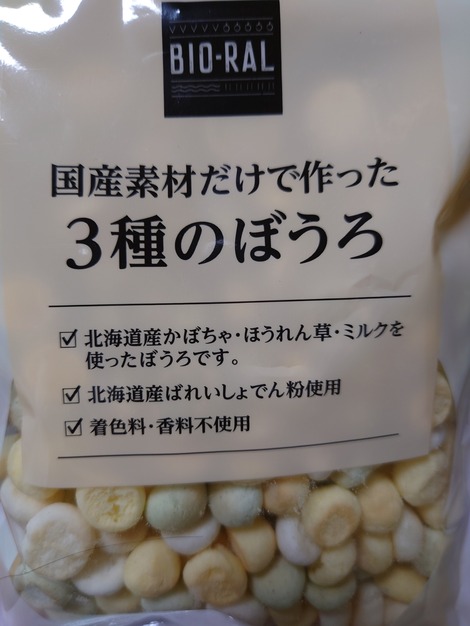 BIO-RAL
国産素材だけで作った
3種のぼうろ
北海道産かぼちゃ・ほうれん草・ミルクを
使ったぼうろです。
北海道産ばれいしょでん粉使用
着色料・香料不使用